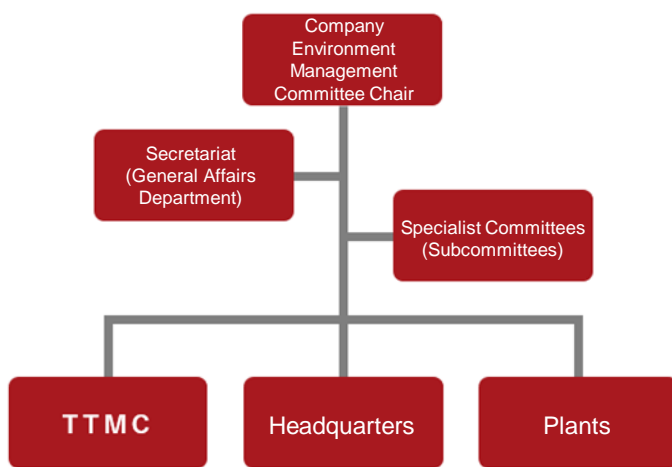 Company
Environment
Management
Committee Chair
Secretariat
(General Affairs
Department)
Specialist Committees
(Subcommittees)
TTMC
Headquarters
Plants